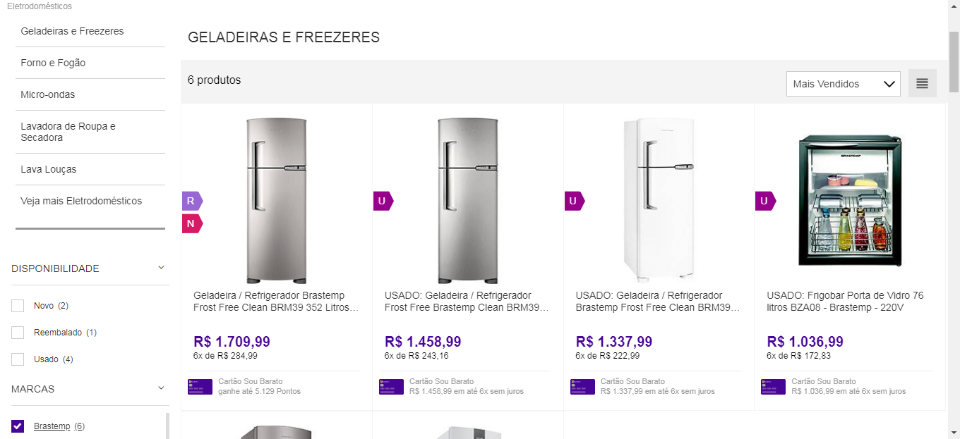 Eletrodomésticos
Geladeiras e Freezeres
Forno e Fogão
Micro-ondas
Lavadora de Roupa e
Secadora
Lava Louças
Veja mais Eletrodomésticos
DISPONIBILIDADE
Novo (2)
Reembalado (1)
Usado (4)
MARCAS
Brastemp (6)
GELADEIRAS E FREEZERES
6 produtos
Mais Vendidos
R
N
Geladeira / Refrigerador Brastemp
Frost Free Clean BRM39 352 Litros…
R$ 1.709,99
6x de R$ 284,99
Cartão Sou Barato
ganhe até 5.129 Pontos
U
USADO: Geladeira / Refrigerador
Frost Free Brastemp Clean BRM39…
R$ 1.458,99
6x de R$ 243,16
Cartão Sou Barato
R$ 1.458,99 em até 6x sem juros
U
USADO: Geladeira / Refrigerador
Brastemp Frost Free Clean BRM39…
R$ 1.337,99
6x de R$ 222,99
Cartão Sou Barato
R$ 1.337,99 em até 6x sem juros
U
BRASTEMP
USADO: Frigobar Porta de Vidro 76
litros BZA08 - Brastemp - 220V
R$ 1.036,99
6x de R$ 172,83
Cartão Sou Barato
R$ 1.036,99 em até 6x sem juros